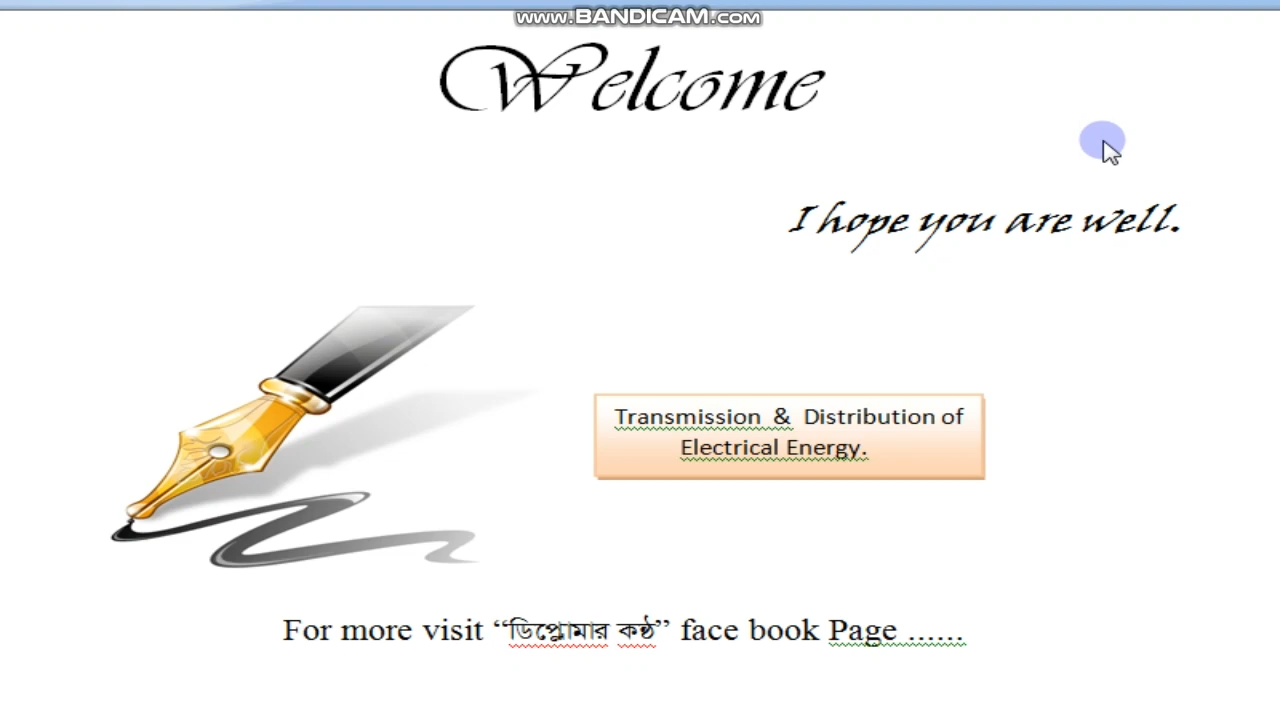 www.BANDICAM.com
Welcome
I hope you are well.
Transmission & Distribution of
Electrical Energy.
For more visit “ডিপ্লোমার কন্ঠ” face book Page ......